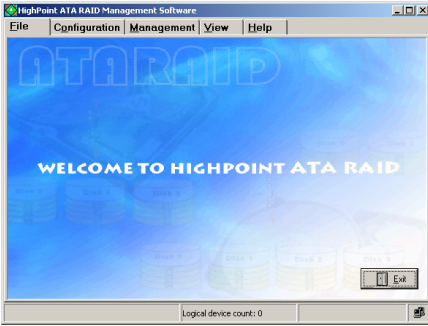 HighPoint ATA RAID Management Software
File Configuration Management View Help
ATARAID
WELCOME TO HIGHPOINT ATA RAID
Exit
Logical device count: 0